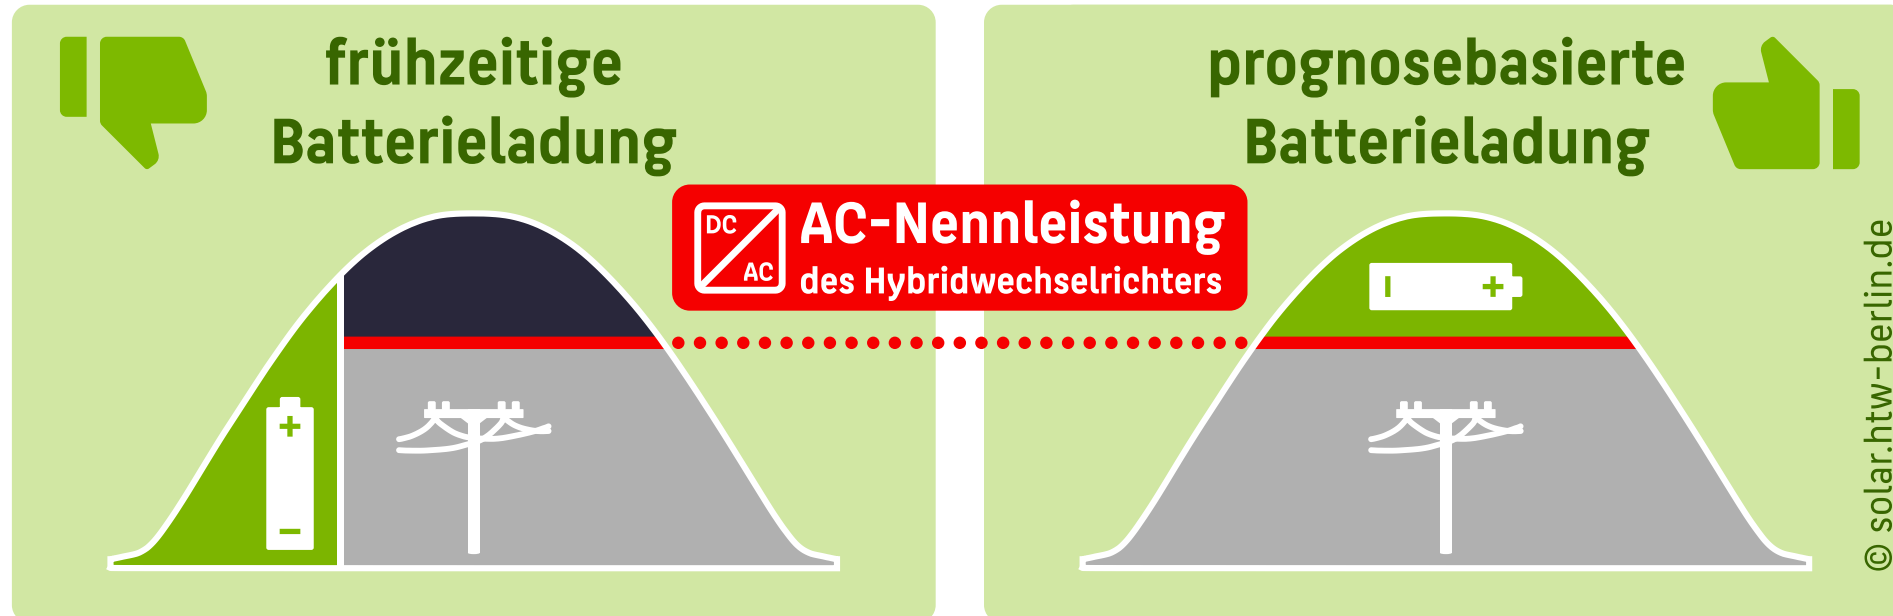 frühzeitige
Batterieladung
prognosebasierte
Batterieladung
DC
AC
AC-Nennleistung
des Hybridwechselrichters
© solar.htw-berlin.de